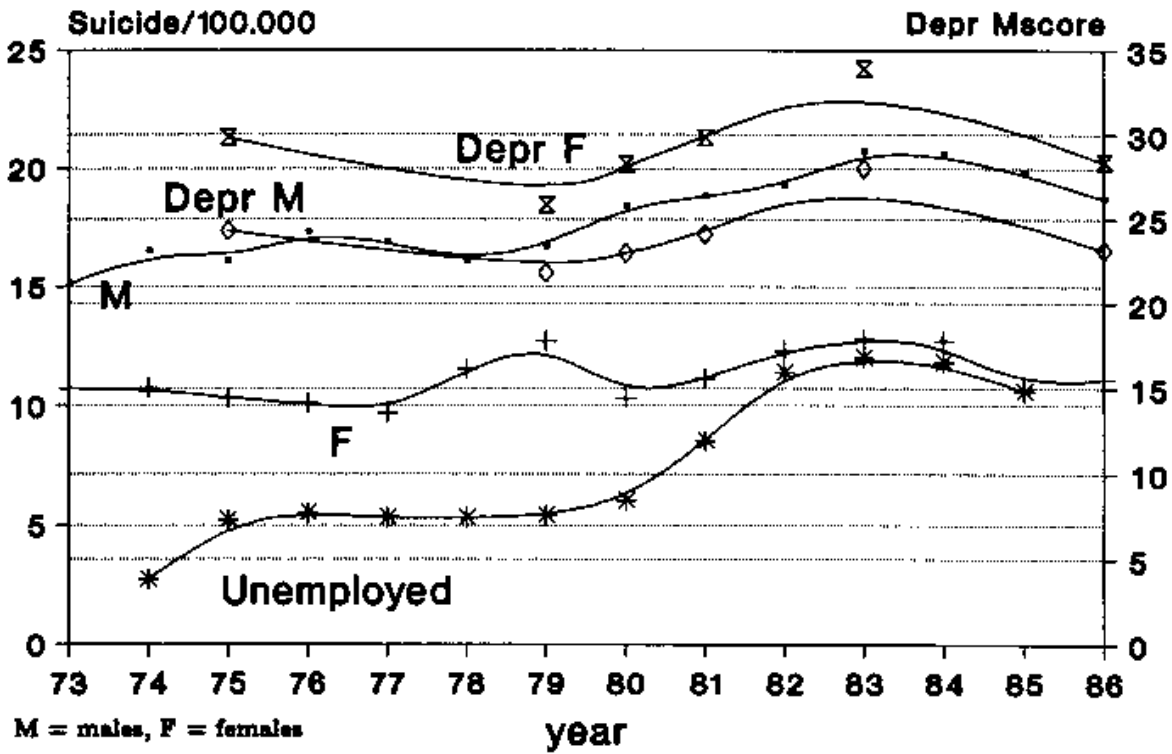 Suicide/100.000 Depr Mscore
25 35
Depr F 30
20
Depr M 25
15 20
M
10 15
F
10
5
5
Unemployed
0 0
73 74 75 76 77 78 79 80 81 82 83 84 85 86
M = males, F = females year